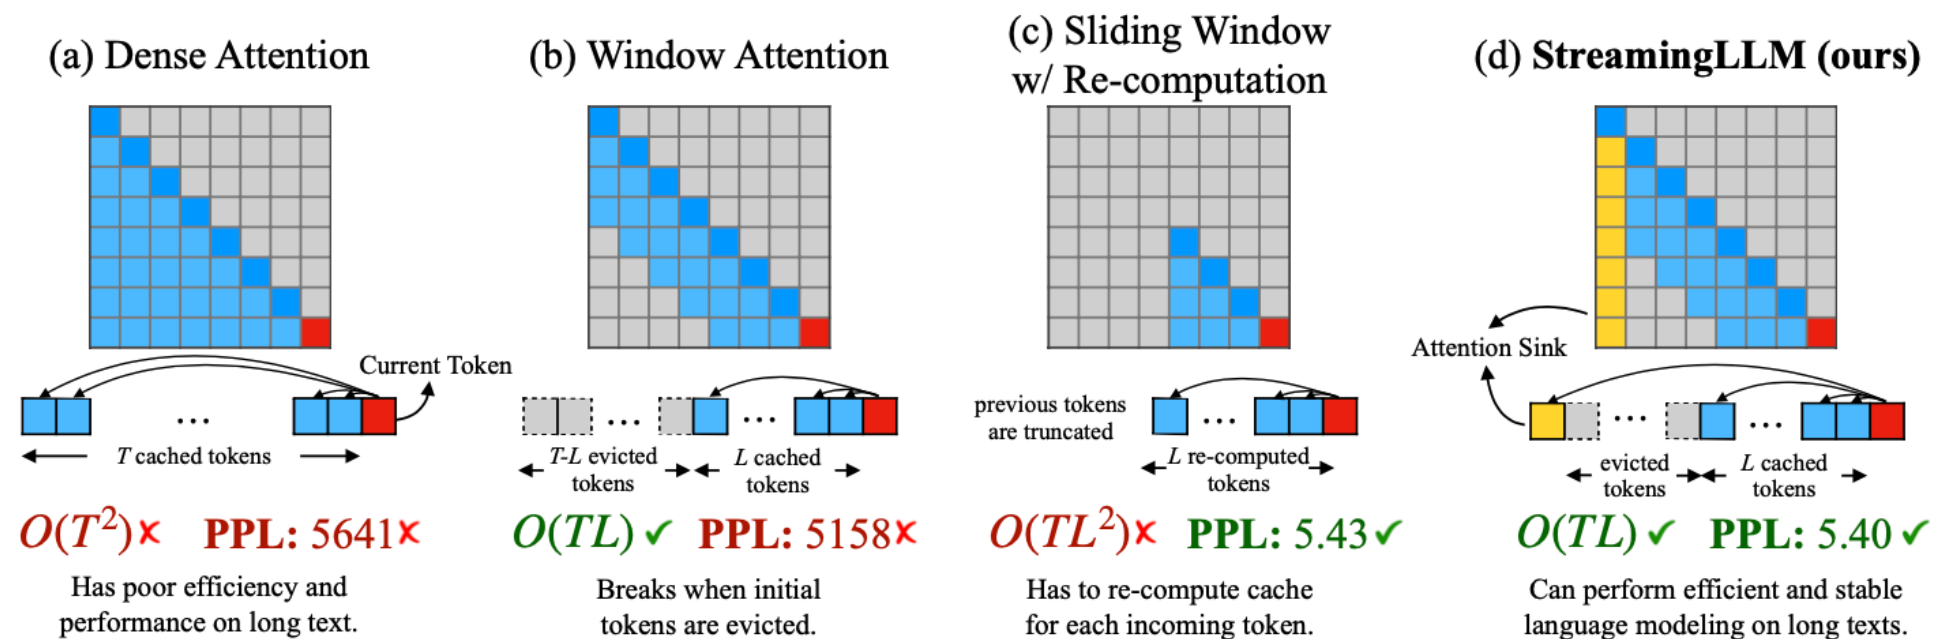 (a) Dense Attention
Current Token
...
T cached tokens
O(T²)✗ PPL: 5641✗
Has poor efficiency and
performance on long text.
(b) Window Attention
... ...
T-L evicted
tokens
L cached
tokens
O(TL) ✓ PPL: 5158✗
Breaks when initial
tokens are evicted.
(c) Sliding Window
w/ Re-computation
previous tokens
are truncated
...
L re-computed
tokens
O(TL²)✗ PPL: 5.43✓
Has to re-compute cache
for each incoming token.
(d) StreamingLLM (ours)
Attention Sink
... ...
evicted
tokens
L cached
tokens
O(TL) ✓ PPL: 5.40 ✓
Can perform efficient and stable
language modeling on long texts.